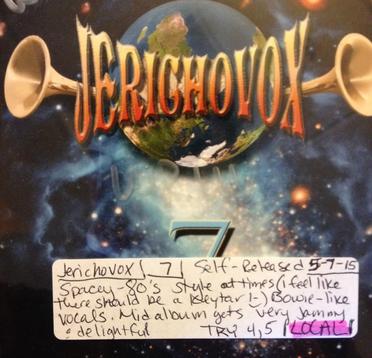 JERICHOVOX
7
Jerichovox | 7 | Self-Released 5-7-15
Spacey-80's style at times (i feel like
there should be a Keytar !-) Bowie-like
vocals. Mid album gets very Jammy
& delightful TRY 4,5 LOCAL